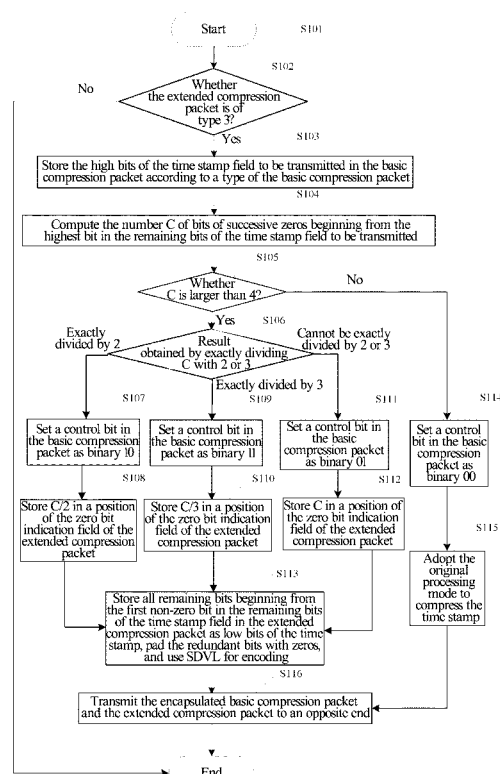 Start
S101
S102
No
Whether
the extended compression
packet is of
type 3?
Yes
S103
Store the high bits of the time stamp field to be transmitted in the basic
compression packet according to a type of the basic compression packet
S104
Compute the number C of bits of successive zeros beginning from the
highest bit in the remaining bits of the time stamp field to be transmitted
S105
Whether
C is larger than 4?
No
Yes
S106
Exactly
divided by 2
Result
obtained by exactly dividing
C with 2 or 3
Cannot be exactly
divided by 2 or 3
Exactly divided by 3
S107
S109
S111
S11
Set a control bit in
the basic compression
packet as binary 10
Set a control bit in
the basic compression
packet as binary 11
Set a control bit in
the basic
compression packet
as binary 01
Set a control
bit in the basic
compression
packet as
binary 00
S108
S110
S112
Store C/2 in a position
of the zero bit
indication field of the
extended compression
packet
Store C/3 in a position
of the zero bit indication
field of the extended
compression packet
Store C in a position of
the zero bit indication
field of the extended
compression packet
S115
S113
Adopt the
original
processing
mode to
compress the
time stamp
Store all remaining bits beginning from
the first non-zero bit in the remaining bits
of the time stamp field in the extended
compression packet as low bits of the time
stamp, pad the redundant bits with zeros,
and use SDVL for encoding
S116
Transmit the encapsulated basic compression packet
and the extended compression packet to an opposite end
End